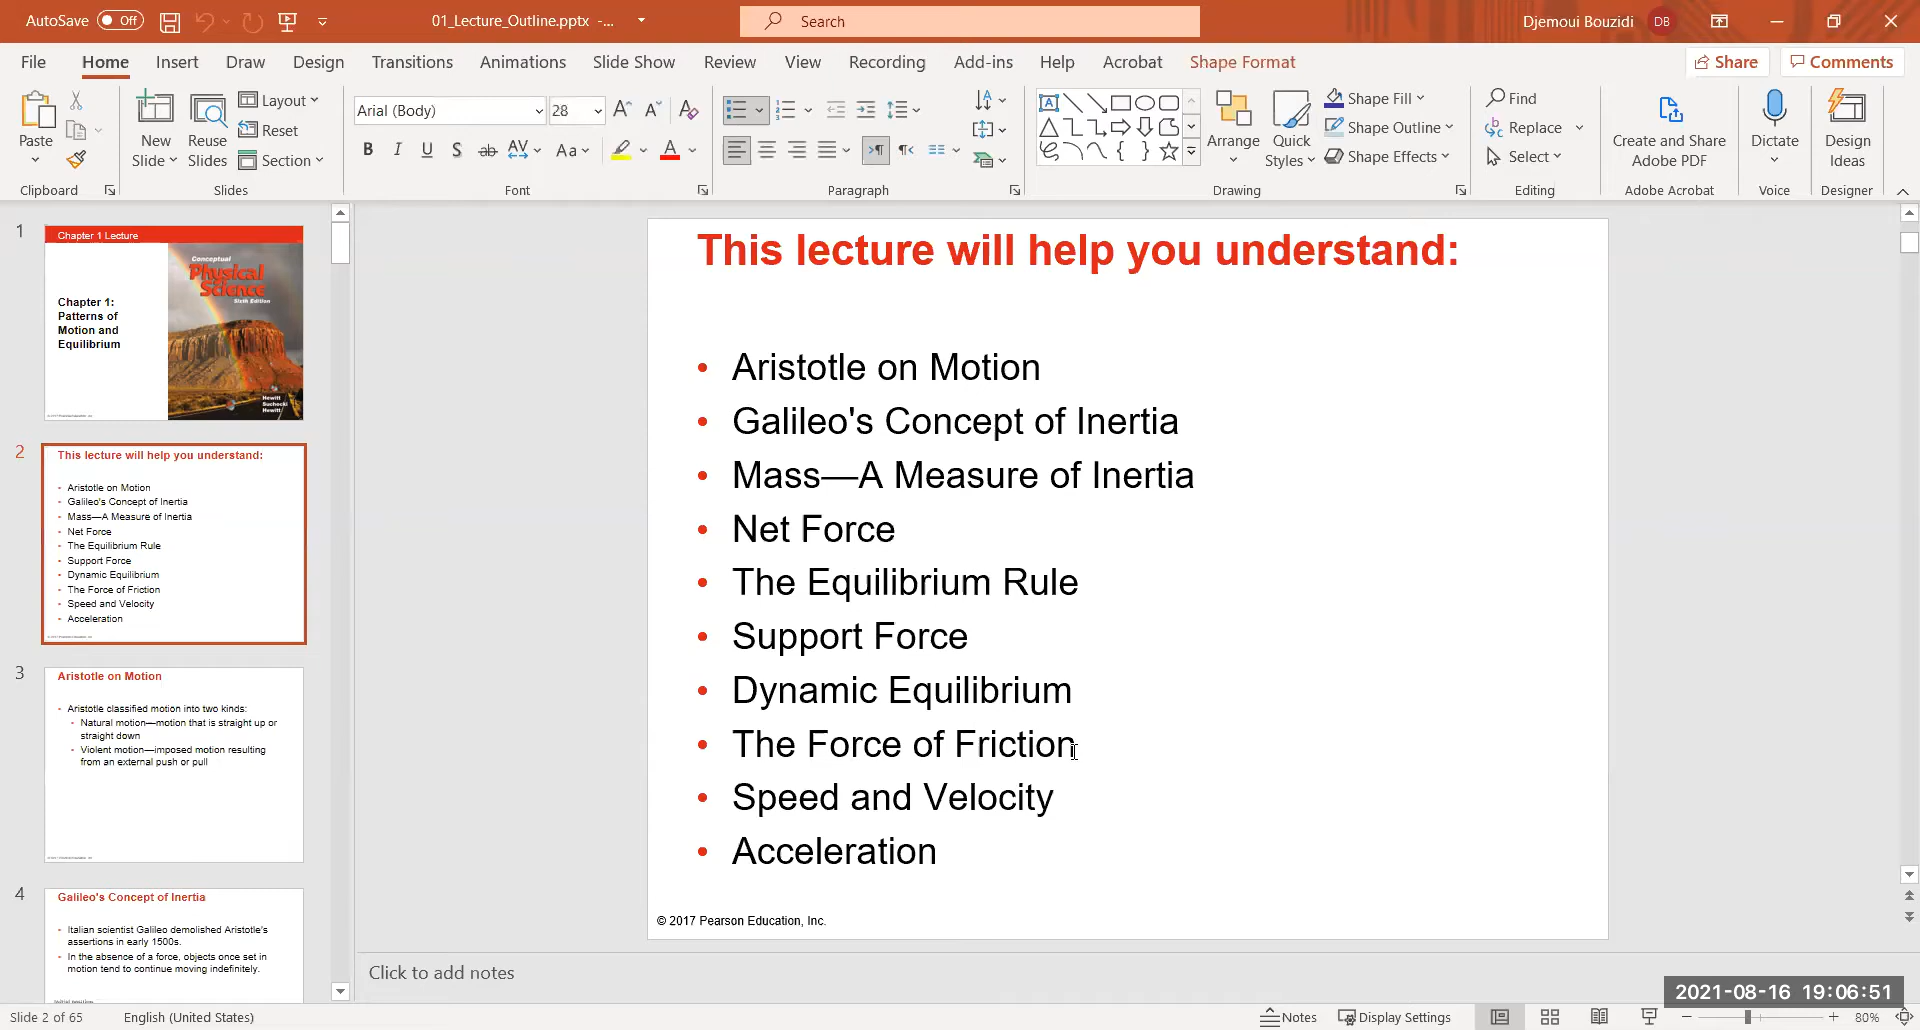 AutoSave Off
01_Lecture_Outline.pptx -...
Search
Djemoui Bouzidi DB
File Home Insert Draw Design Transitions Animations Slide Show Review View Recording Add-ins Help Acrobat Shape Format
Share Comments
Paste
New Slide
Reuse Slides
Layout
Reset
Section
Arial (Body) 28
Arrange
Quick Styles
Shape Fill
Shape Outline
Shape Effects
Find
Replace
Select
Create and Share Adobe PDF
Dictate
Design Ideas
Clipboard Slides Font Paragraph Drawing Editing Adobe Acrobat Voice Designer
1
Chapter 1 Lecture
Conceptual
Physical
Science
Sixth Edition
Chapter 1:
Patterns of
Motion and
Equilibrium
Hewitt
Suchocki
Hewitt
2
This lecture will help you understand:
• Aristotle on Motion
• Galileo's Concept of Inertia
• Mass—A Measure of Inertia
• Net Force
• The Equilibrium Rule
• Support Force
• Dynamic Equilibrium
• The Force of Friction
• Speed and Velocity
• Acceleration
3
Aristotle on Motion
• Aristotle classified motion into two kinds:
• Natural motion—motion that is straight up or
straight down
• Violent motion—imposed motion resulting
from an external push or pull
4
Galileo's Concept of Inertia
• Italian scientist Galileo demolished Aristotle's
assertions in early 1500s.
• In the absence of a force, objects once set in
motion tend to continue moving indefinitely.
This lecture will help you understand:
• Aristotle on Motion
• Galileo's Concept of Inertia
• Mass—A Measure of Inertia
• Net Force
• The Equilibrium Rule
• Support Force
• Dynamic Equilibrium
• The Force of Friction
• Speed and Velocity
• Acceleration
© 2017 Pearson Education, Inc.
Click to add notes
2021-08-16 19:06:51
Slide 2 of 65 English (United States)
Notes Display Settings 80%